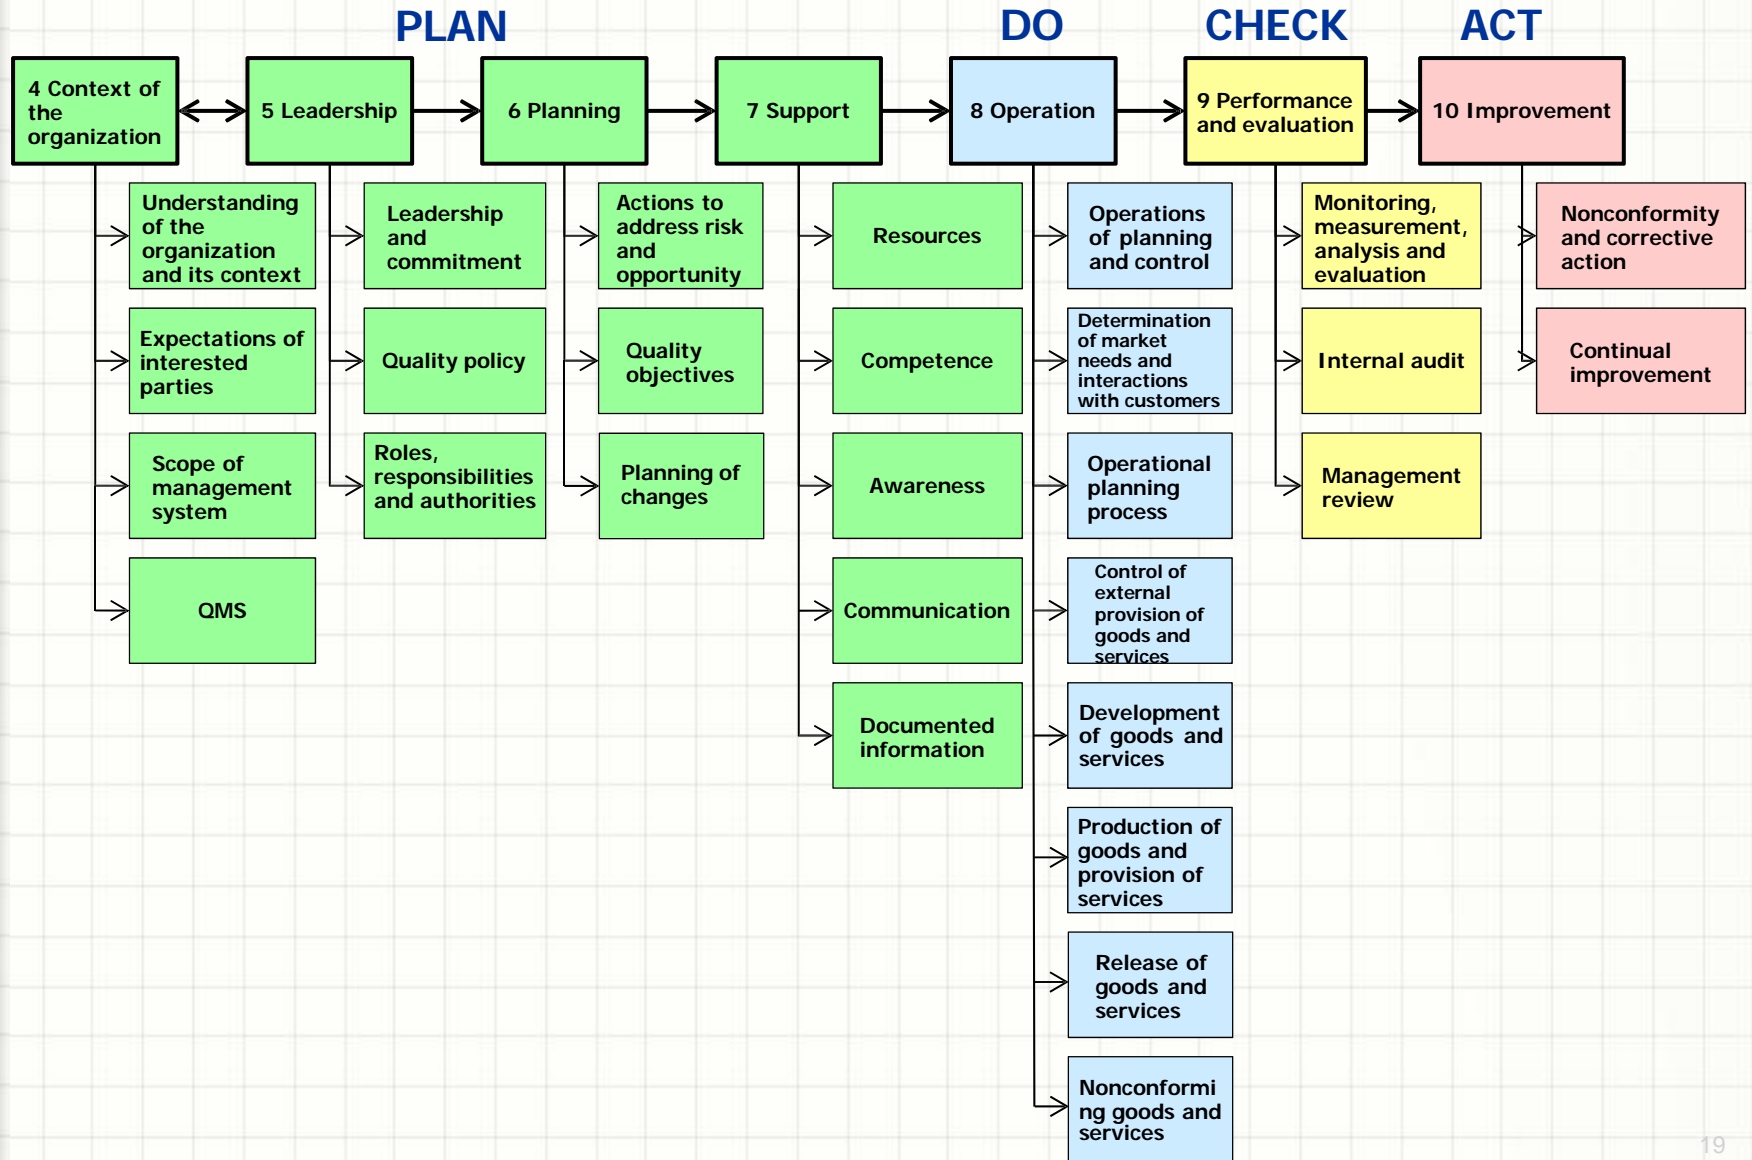 PLAN
DO
CHECK
ACT
4 Context of
the
organization
5 Leadership
6 Planning
7 Support
8 Operation
9 Performance
and evaluation
10 Improvement
Understanding
of the
organization
and its context
Expectations of
interested
parties
Scope of
management
system
QMS
Leadership
and
commitment
Quality policy
Roles,
responsibilities
and authorities
Actions to
address risk
and
opportunity
Quality
objectives
Planning of
changes
Resources
Competence
Awareness
Communication
Documented
information
Operations
of planning
and control
Determination
of market
needs and
interactions
with customers
Operational
planning
process
Control of
external
provision of
goods and
services
Development
of goods and
services
Production of
goods and
provision of
services
Release of
goods and
services
Nonconformi
ng goods and
services
Monitoring,
measurement,
analysis and
evaluation
Internal audit
Management
review
Nonconformity
and corrective
action
Continual
improvement
19